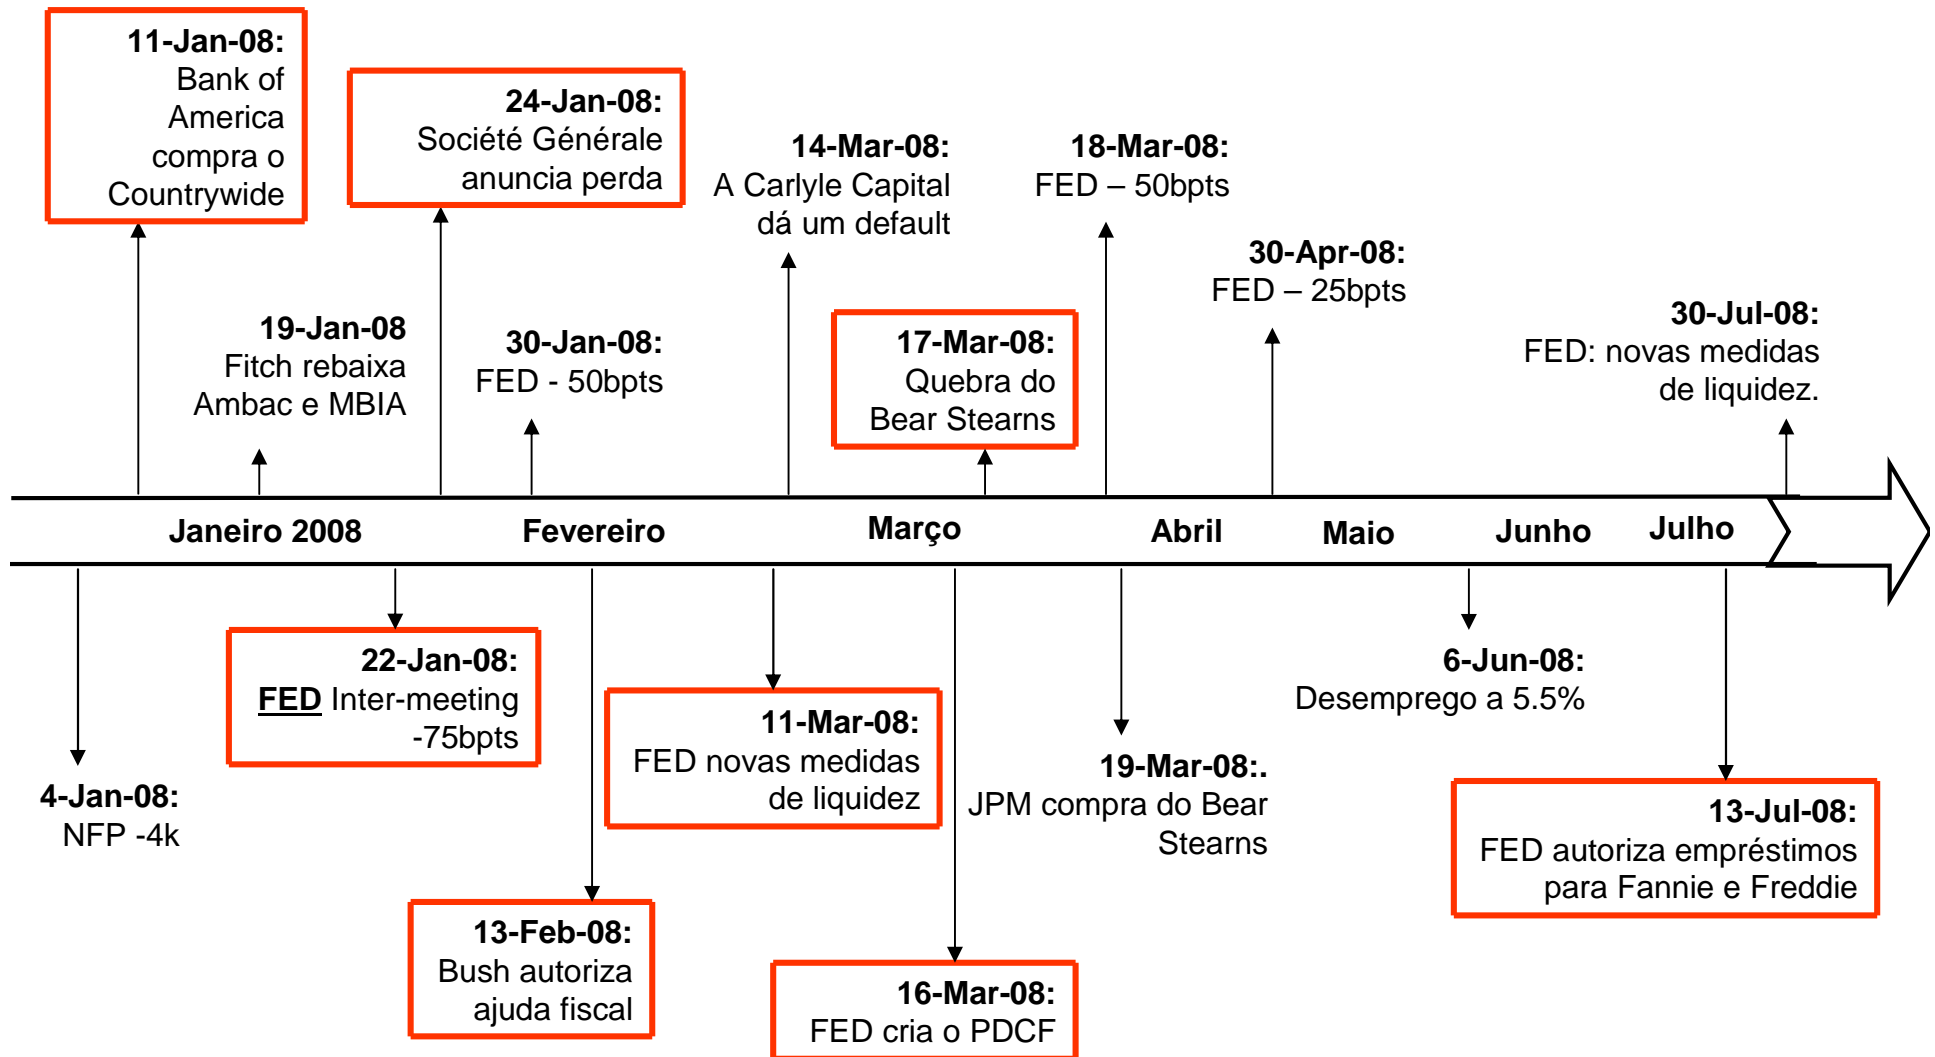 11-Jan-08:
Bank of
America
compra o
Countrywide
24-Jan-08:
Société Générale
anuncia perda
14-Mar-08:
A Carlyle Capital
dá um default
18-Mar-08:
FED – 50bpts
30-Apr-08:
FED – 25bpts
19-Jan-08
Fitch rebaixa
Ambac e MBIA
30-Jan-08:
FED - 50bpts
17-Mar-08:
Quebra do
Bear Stearns
30-Jul-08:
FED: novas medidas
de liquidez.
Janeiro 2008
Fevereiro
Março
Abril
Maio
Junho
Julho
4-Jan-08:
NFP -4k
22-Jan-08:
FED Inter-meeting
-75bpts
13-Feb-08:
Bush autoriza
ajuda fiscal
11-Mar-08:
FED novas medidas
de liquidez
16-Mar-08:
FED cria o PDCF
19-Mar-08:.
JPM compra do Bear
Stearns
6-Jun-08:
Desemprego a 5.5%
13-Jul-08:
FED autoriza empréstimos
para Fannie e Freddie